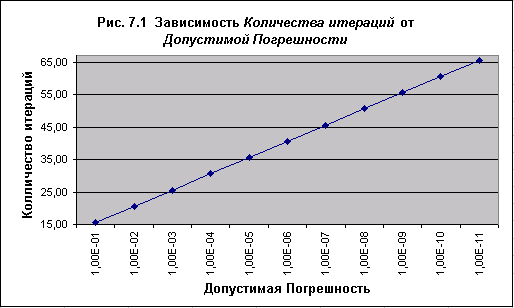 Рис. 7.1 Зависимость Количества итераций от
Допустимой Погрешности
Колличество итераций
65,00
55,00
45,00
35,00
25,00
15,00
1,00E-01
1,00E-02
1,00E-03
1,00E-04
1,00E-05
1,00E-06
1,00E-07
1,00E-08
1,00E-09
1,00E-10
1,00E-11
Допустимая Погрешность